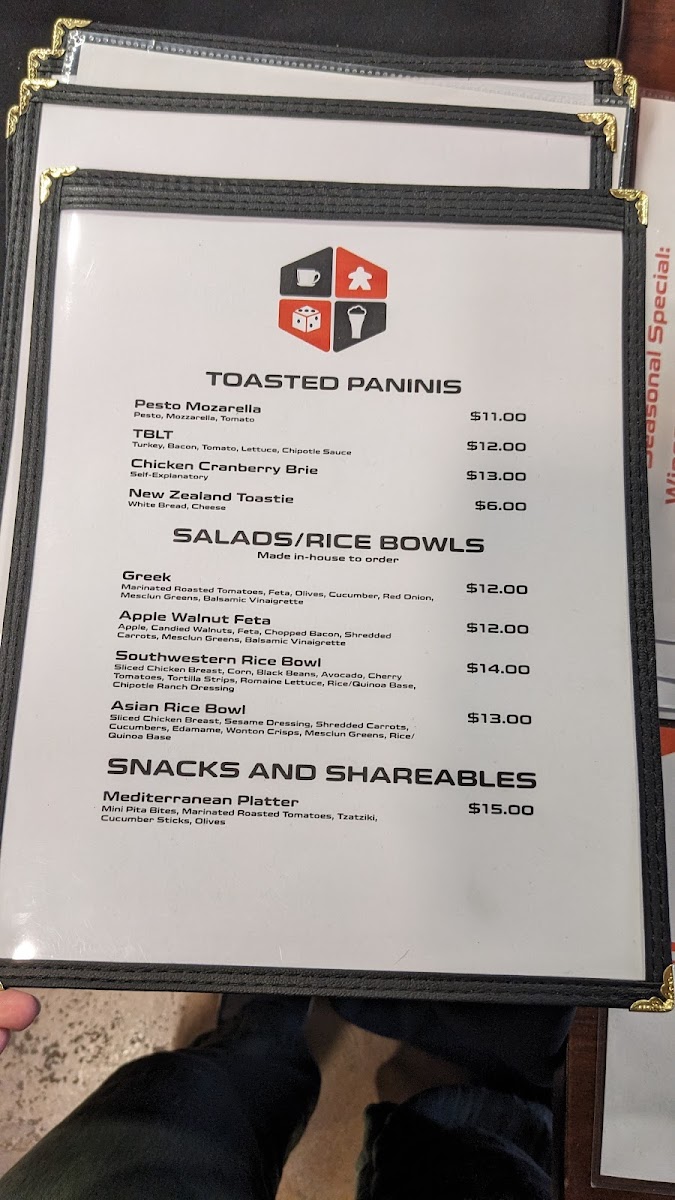 TOASTED PANINIS
Pesto Mozarella $11.00
Pesto, Mozzarella, Tomato
TBLT $12.00
Turkey, Bacon, Tomato, Lettuce, Chipotle Sauce
Chicken Cranberry Brie $13.00
Self-Explanatory
New Zealand Toastie $6.00
White Bread, Cheese
SALADS/RICE BOWLS
Made in-house to order
Greek $12.00
Marinated Roasted Tomatoes, Feta, Olives, Cucumber, Red Onion,
Mesclun Greens, Balsamic Vinaigrette
Apple Walnut Feta $12.00
Apple, Candied Walnuts, Feta, Chopped Bacon, Shredded
Carrots, Mesclun Greens, Balsamic Vinaigrette
Southwestern Rice Bowl $14.00
Sliced Chicken Breast, Corn, Black Beans, Avocado, Cherry
Tomatoes, Tortilla Strips, Romaine Lettuce, Rice/Quinoa Base,
Chipotle Ranch Dressing
Asian Rice Bowl $13.00
Sliced Chicken Breast, Sesame Dressing, Shredded Carrots,
Cucumbers, Edamame, Wonton Crisps, Mesclun Greens, Rice/
Quinoa Base
SNACKS AND SHAREABLES
Mediterranean Platter $15.00
Mini Pita Bites, Marinated Roasted Tomatoes, Tzatziki,
Cucumber Sticks, Olives
Seasonal Special: